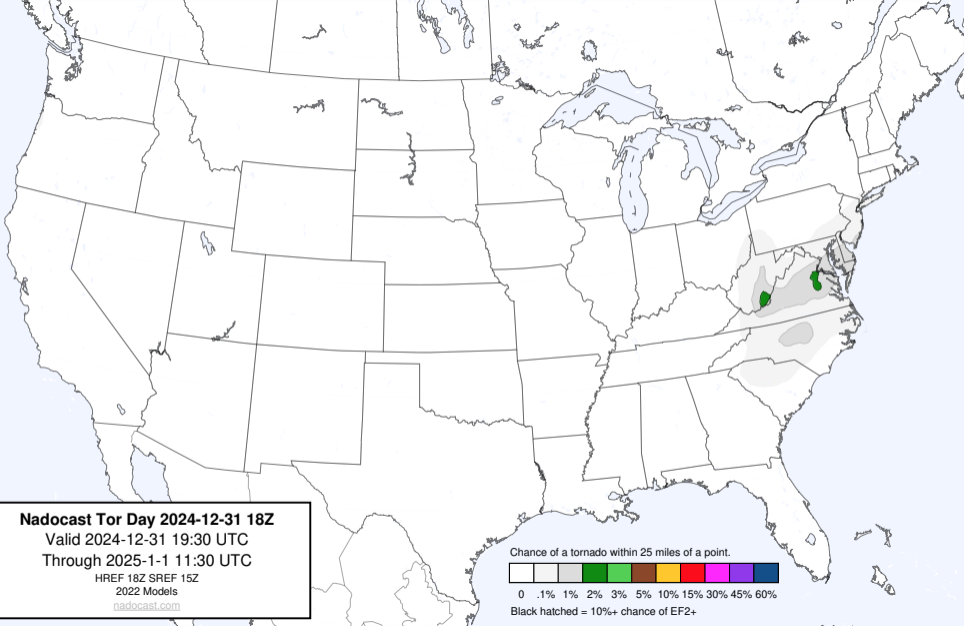 Nadocast Tor Day 2024-12-31 18Z
Valid 2024-12-31 19:30 UTC
Through 2025-1-1 11:30 UTC
HREF 18Z SREF 15Z
2022 Models
nadocast.com
Chance of a tornado within 25 miles of a point.
0 .1% 1% 2% 3% 5% 10% 15% 30% 45% 60%
Black hatched = 10%+ chance of EF2+